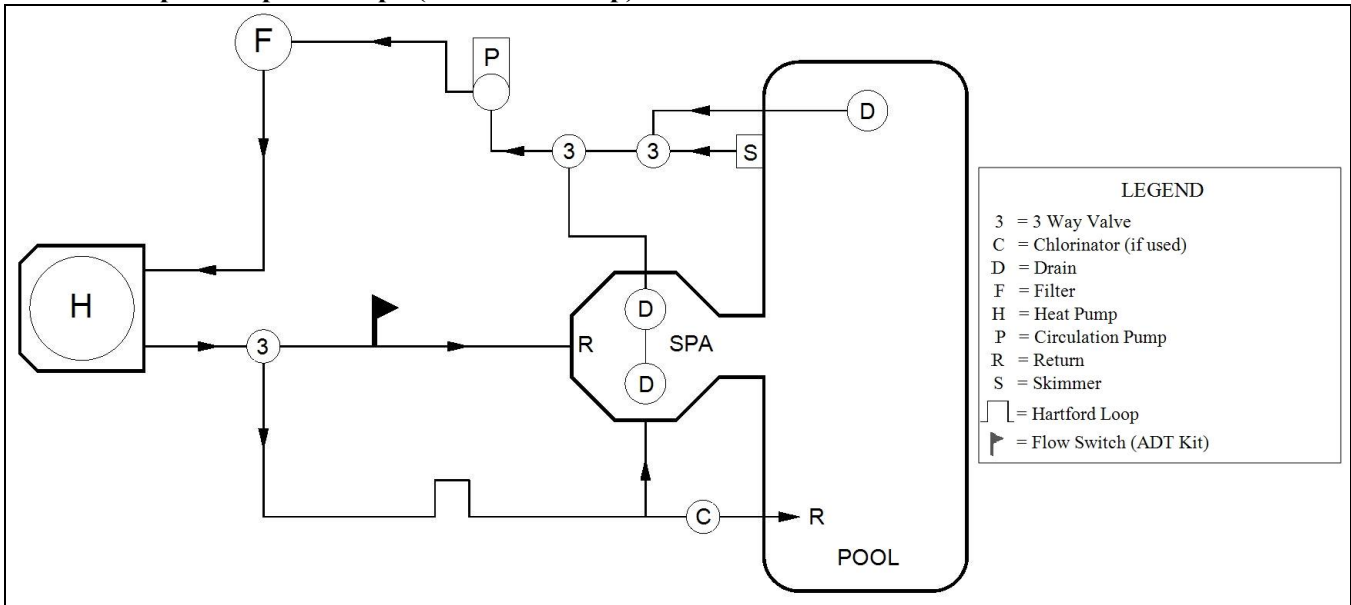 F
P
D
3
3
S
H
D
R
SPA
3
D
C
R
POOL
LEGEND
3 = 3 Way Valve
C = Chlorinator (if used)
D = Drain
F = Filter
H = Heat Pump
P = Circulation Pump
R = Return
S = Skimmer
= Hartford Loop
= Flow Switch (ADT Kit)